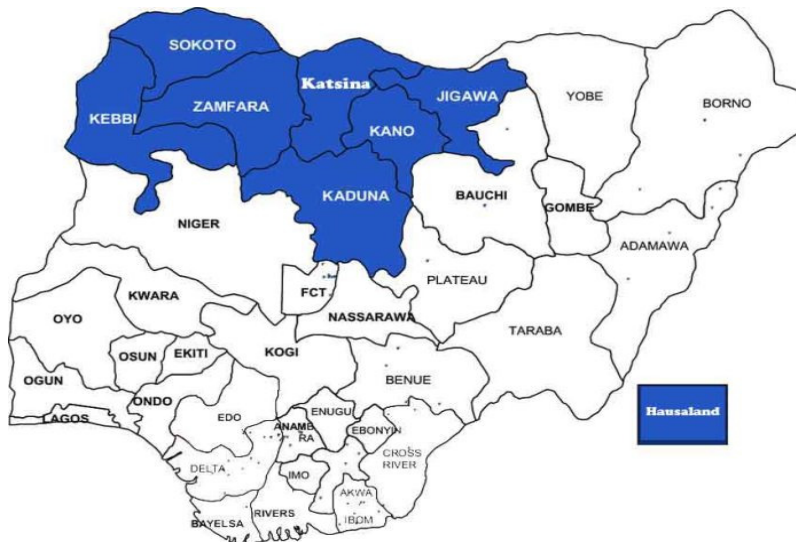 SOKOTO
Katsina
JIGAWA
YOBE
BORNO
KEBBI
ZAMFARA
KANO
KADUNA
BAUCHI
GOMBE
NIGER
ADAMAWA
FCT
PLATEAU
KWARA
NASSARAWA
OYO
TARABA
OSUN
EKITI
KOGI
OGUN
BENUE
ONDO
LAGOS
EDO
ENUGU
ANAMB
RA
EBONYIN
CROSS
RIVER
DELTA
IMO
AKWA
IBOM
BAYELSA
RIVERS
Hausaland